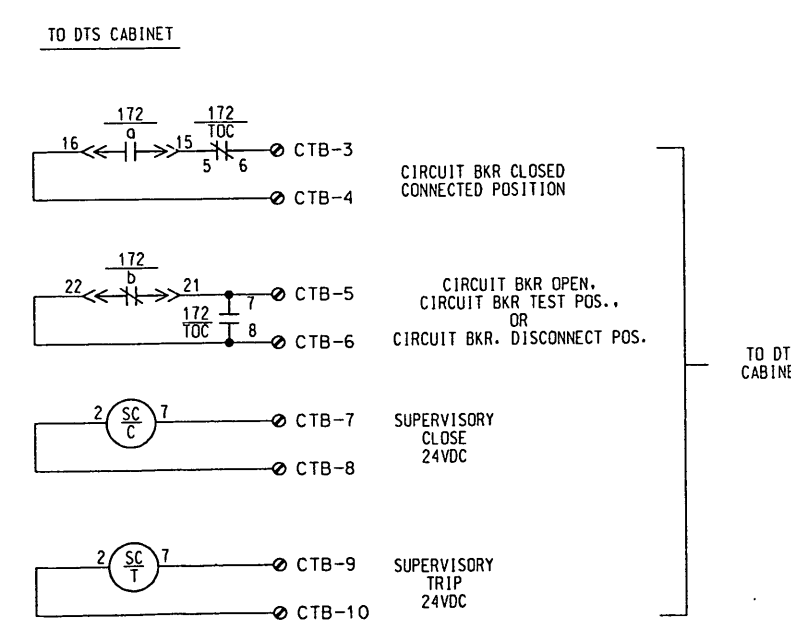 TO DTS CABINET
172
a
172
TOC
16
15
5
6
CTB-3
CTB-4
CIRCUIT BKR CLOSED
CONNECTED POSITION
172
b
22
21
172
TOC
7
8
CTB-5
CTB-6
CIRCUIT BKR OPEN,
CIRCUIT BKR TEST POS.,
OR
CIRCUIT BKR. DISCONNECT POS.
TO DT
CABINE
2
SC
C
7
CTB-7
CTB-8
SUPERVISORY
CLOSE
24VDC
2
SC
T
7
CTB-9
CTB-10
SUPERVISORY
TRIP
24VDC